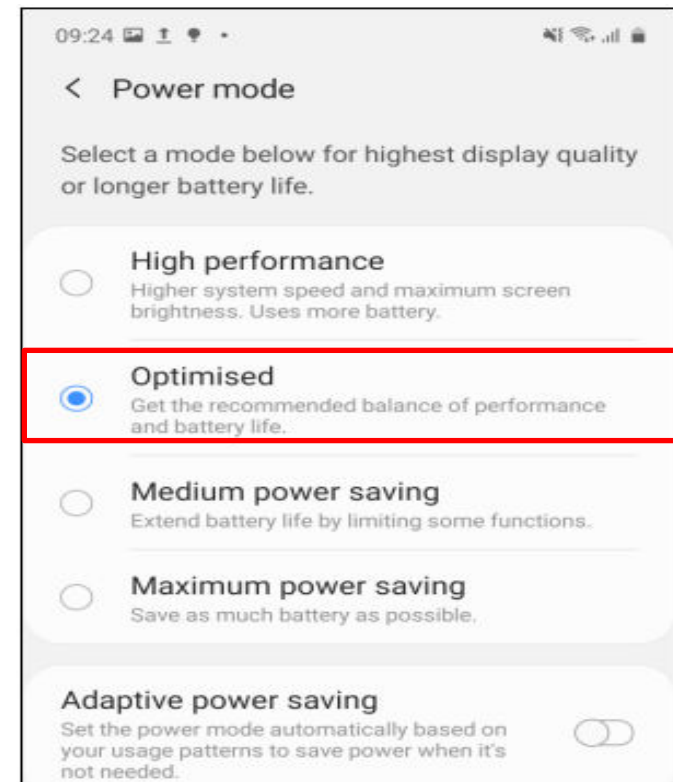 09:24
Power mode
Select a mode below for highest display quality
or longer battery life.
High performance
Higher system speed and maximum screen
brightness. Uses more battery.
Optimised
Get the recommended balance of performance
and battery life.
Medium power saving
Extend battery life by limiting some functions.
Maximum power saving
Save as much battery as possible.
Adaptive power saving
Set the power mode automatically based on
your usage patterns to save power when it's
not needed.